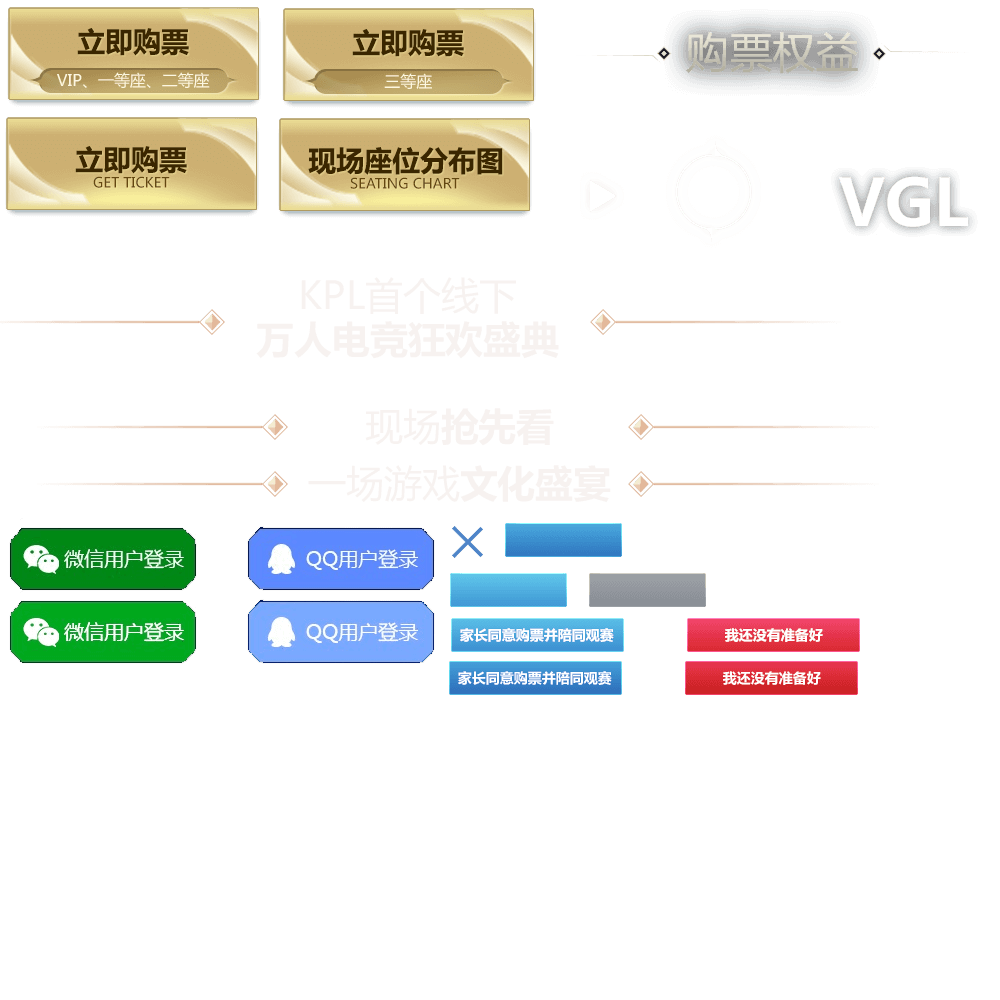 立即购票
VIP、一等座、二等座
立即购票
三等座
购票权益
立即购票
GET TICKET
现场座位分布图
SEATING CHART
VGL
KPL首个线下
万人电竞狂欢盛典
现场抢先看
一场游戏文化盛宴
微信用户登录
QQ用户登录
微信用户登录
QQ用户登录
家长同意购票并陪同观赛
我还没有准备好
家长同意购票并陪同观赛
我还没有准备好